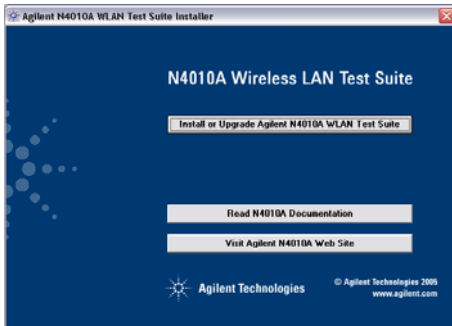 Agilent N4010A WLAN Test Suite Installer
N4010A Wireless LAN Test Suite
Install or Upgrade Agilent N4010A WLAN Test Suite
Read N4010A Documentation
Visit Agilent N4010A Web Site
Agilent Technologies
© Agilent Technologies 2005
www.agilent.com